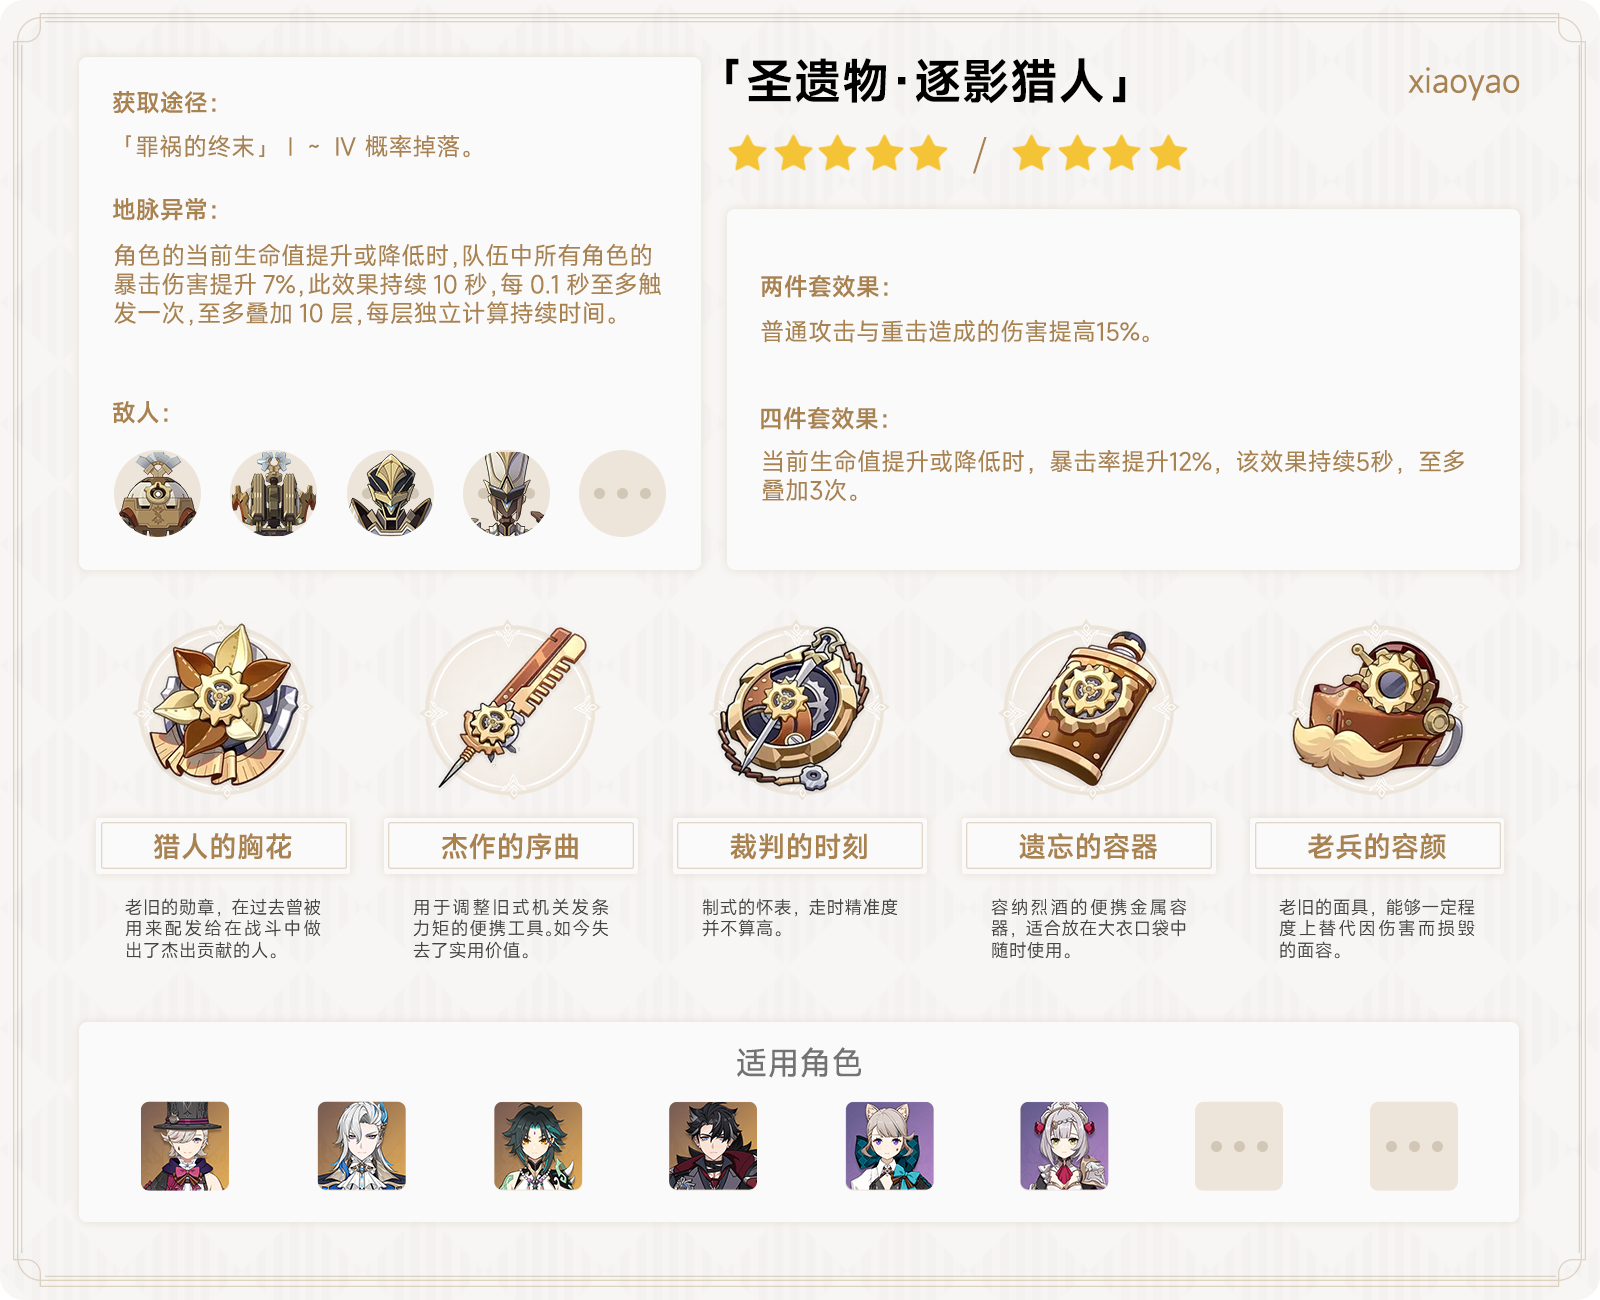 获取途径：
「罪祸的终末」Ⅰ ~ Ⅳ 概率掉落。
地脉异常：
角色的当前生命值提升或降低时，队伍中所有角色的
暴击伤害提升 7%，此效果持续 10 秒，每 0.1 秒至多触
发一次，至多叠加 10 层，每层独立计算持续时间。
敌人：
「圣遗物·逐影猎人」
xiaoyao
/
两件套效果：
普通攻击与重击造成的伤害提高15%。
四件套效果：
当前生命值提升或降低时，暴击率提升12%，该效果持续5秒，至多
叠加3次。
猎人的胸花
老旧的勋章，在过去曾被
用来配发给在战斗中做
出了杰出贡献的人。
杰作的序曲
用于调整旧式机关发条
力矩的便携工具。如今失
去了实用价值。
裁判的时刻
制式的怀表，走时精准度
并不算高。
遗忘的容器
容纳烈酒的便携金属容
器，适合放在大衣口袋中
随时使用。
老兵的容颜
老旧的面具，能够一定程
度上替代因伤害而损毁
的面容。
适用角色